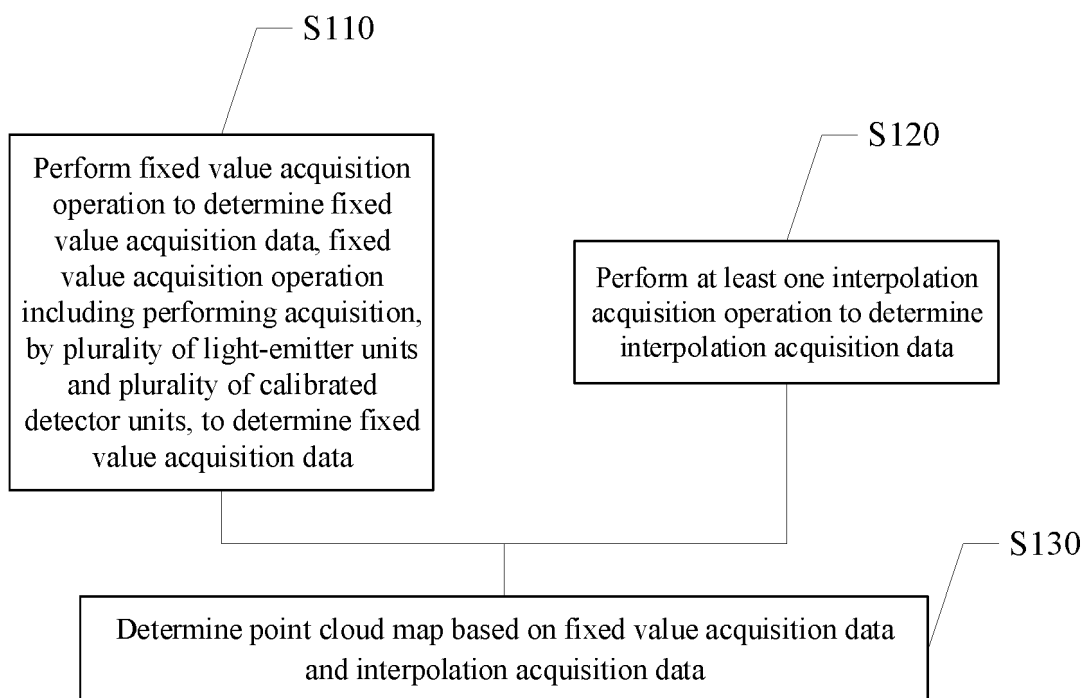 S110
Perform fixed value acquisition
operation to determine fixed
value acquisition data, fixed
value acquisition operation
including performing acquisition,
by plurality of light-emitter units
and plurality of calibrated
detector units, to determine fixed
value acquisition data
S120
Perform at least one interpolation
acquisition operation to determine
interpolation acquisition data
S130
Determine point cloud map based on fixed value acquisition data
and interpolation acquisition data